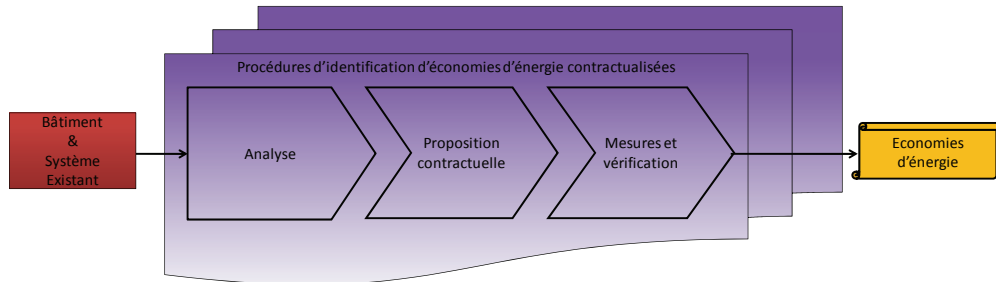 Procédures d'identification d'économies d'énergie contractualisées
Bâtiment
&
Système
Existant
Analyse
Proposition
contractuelle
Mesures et
vérification
Economies
d'énergie